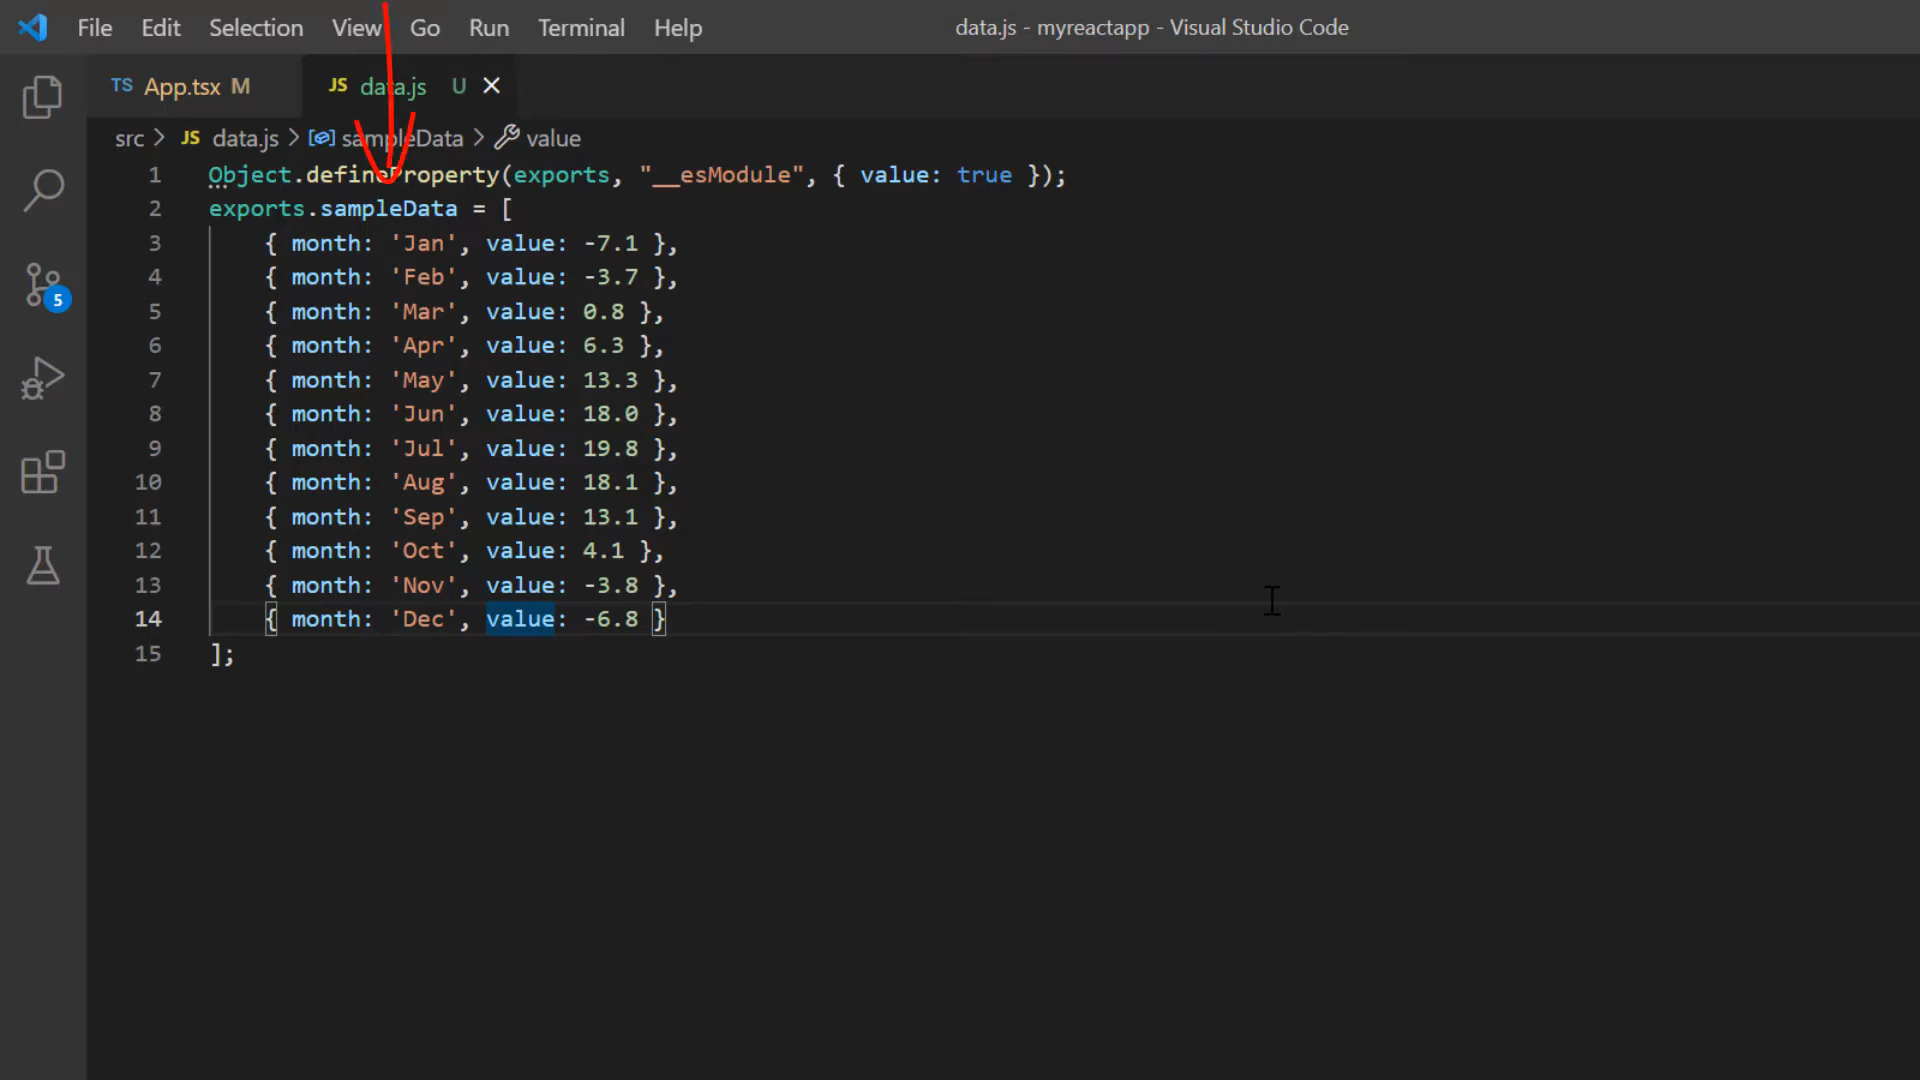 File Edit Selection View Go Run Terminal Help data.js - myreactapp - Visual Studio Code
TS App.tsx M JS data.js U
src > JS data.js > sampleData > value
1 Object.defineProperty(exports, "__esModule", { value: true });
2 exports.sampleData = [
3 { month: 'Jan', value: -7.1 },
4 { month: 'Feb', value: -3.7 },
5 { month: 'Mar', value: 0.8 },
6 { month: 'Apr', value: 6.3 },
7 { month: 'May', value: 13.3 },
8 { month: 'Jun', value: 18.0 },
9 { month: 'Jul', value: 19.8 },
10 { month: 'Aug', value: 18.1 },
11 { month: 'Sep', value: 13.1 },
12 { month: 'Oct', value: 4.1 },
13 { month: 'Nov', value: -3.8 },
14 { month: 'Dec', value: -6.8 }
15 ];
5